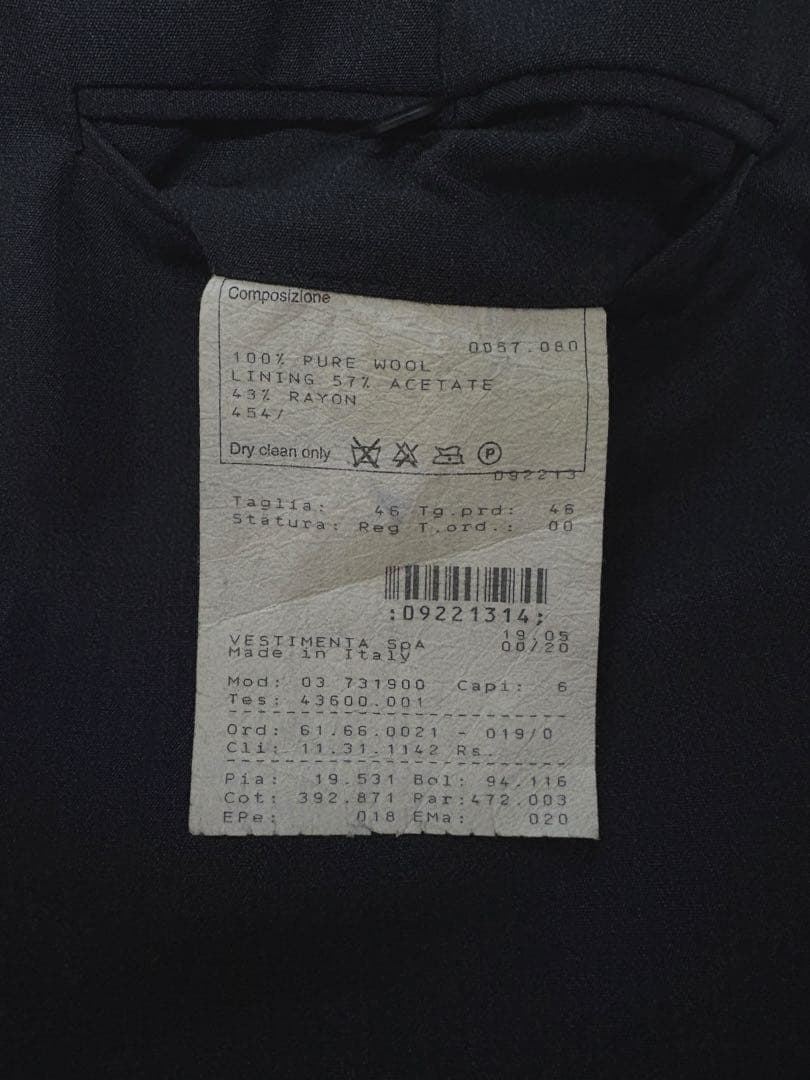 Composizione
0057.080
100% PURE WOOL
LINING 57% ACETATE
43% RAYON
454/
Dry clean only P
092213
Taglia: 46 Tg.prd: 46
Statura: Reg T.ord.: 00
:09221314;
19.05
VESTIMENTA SpA 00/20
Made in Italy
Mod: 03 731900 Capi: 6
Tes: 43600.001
Ord: 61.66.0021 - 019/0
Cli: 11.31.1142 Rs.
Pia: 19.531 Bol: 94.116
Cot: 392.871 Par:472.003
EPe: 018 EMa: 020